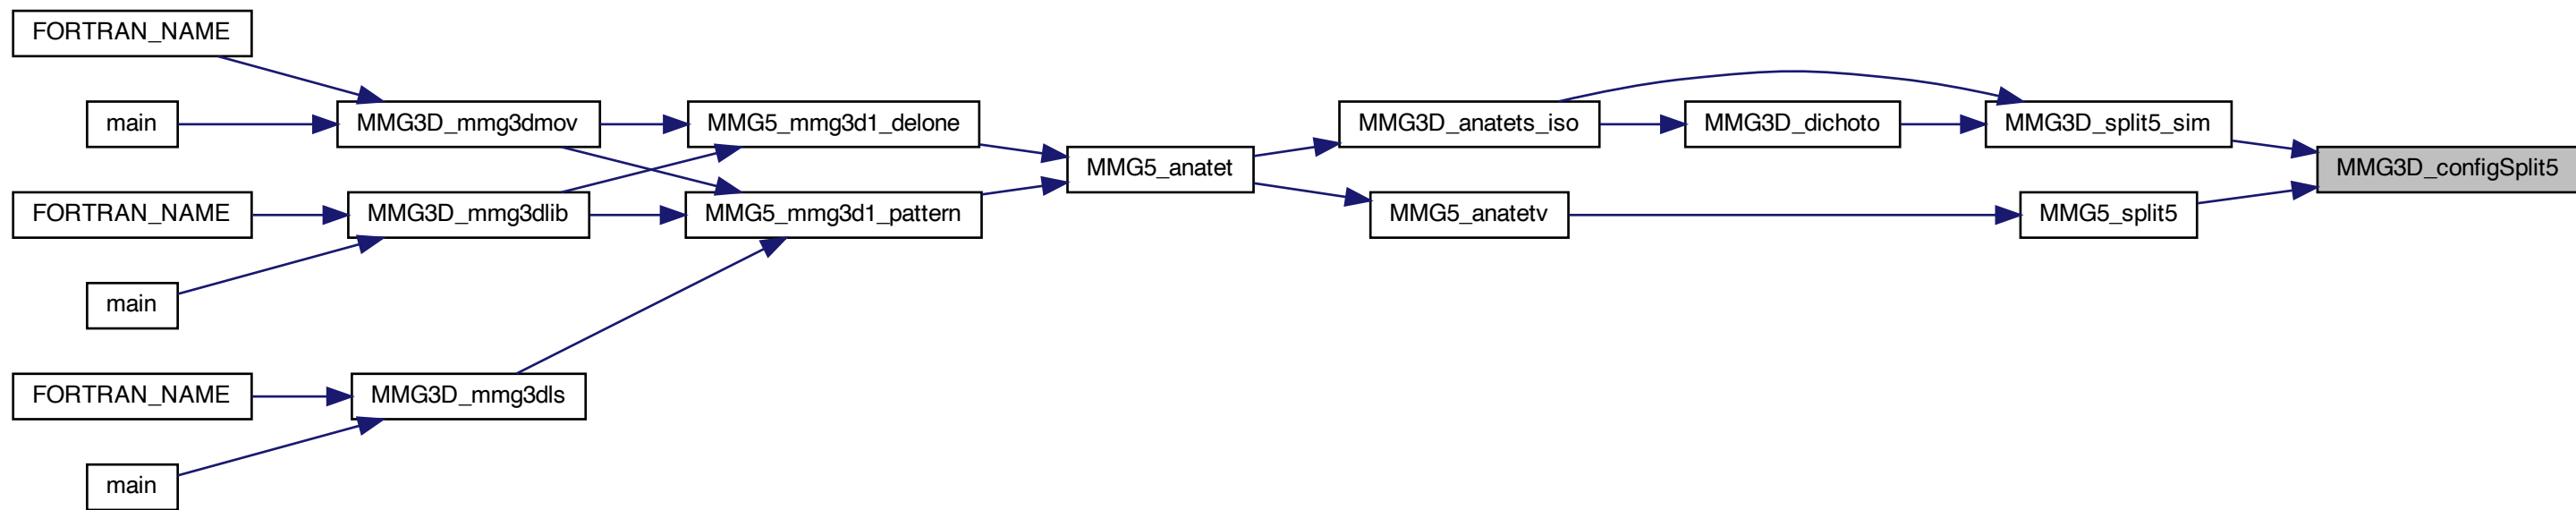 FORTRAN_NAME
main
MMG3D_mmg3dmov
MMG5_mmg3d1_delone
MMG3D_anatets_iso
MMG3D_dichoto
MMG3D_split5_sim
MMG5_anatet
MMG3D_configSplit5
FORTRAN_NAME
MMG3D_mmg3dlib
MMG5_mmg3d1_pattern
MMG5_anatetv
MMG5_split5
main
FORTRAN_NAME
MMG3D_mmg3dls
main